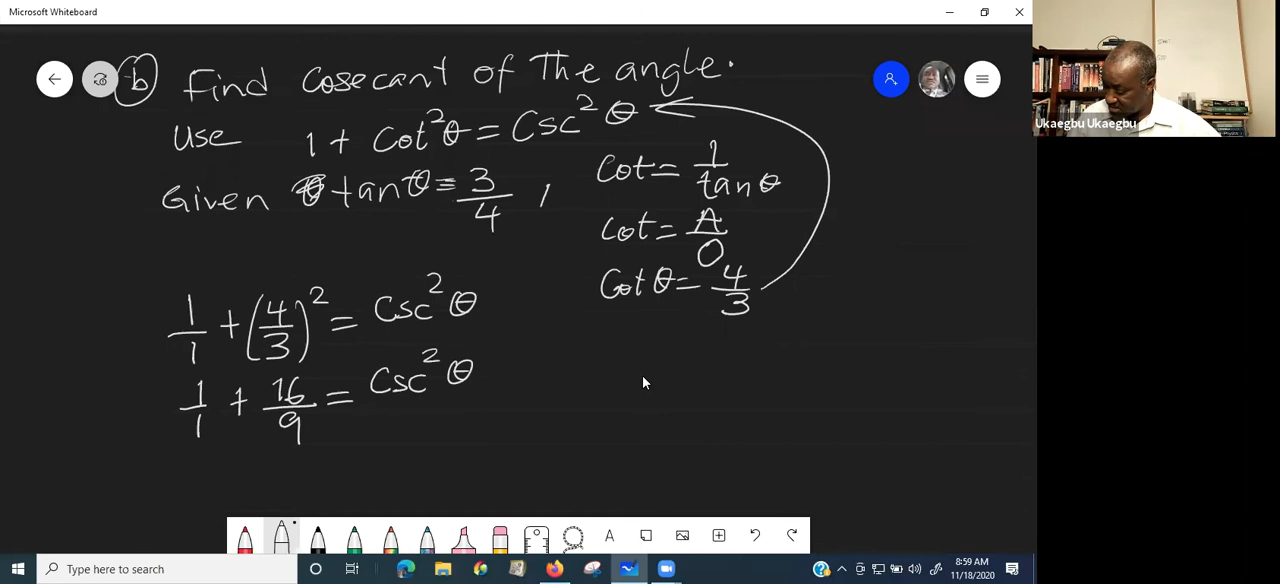 Microsoft Whiteboard
(b) Find Cosecant of The angle.
Use 1 + Cot²θ = Csc²θ
Given tanθ = 3/4,
Cot = 1/tanθ
Cot = A/O
Cotθ = 4/3
1/1 + (4/3)² = Csc²θ
1/1 + 16/9 = Csc²θ
Ukaegbu Ukaegbu
A
Type here to search
8:59 AM
11/18/2020